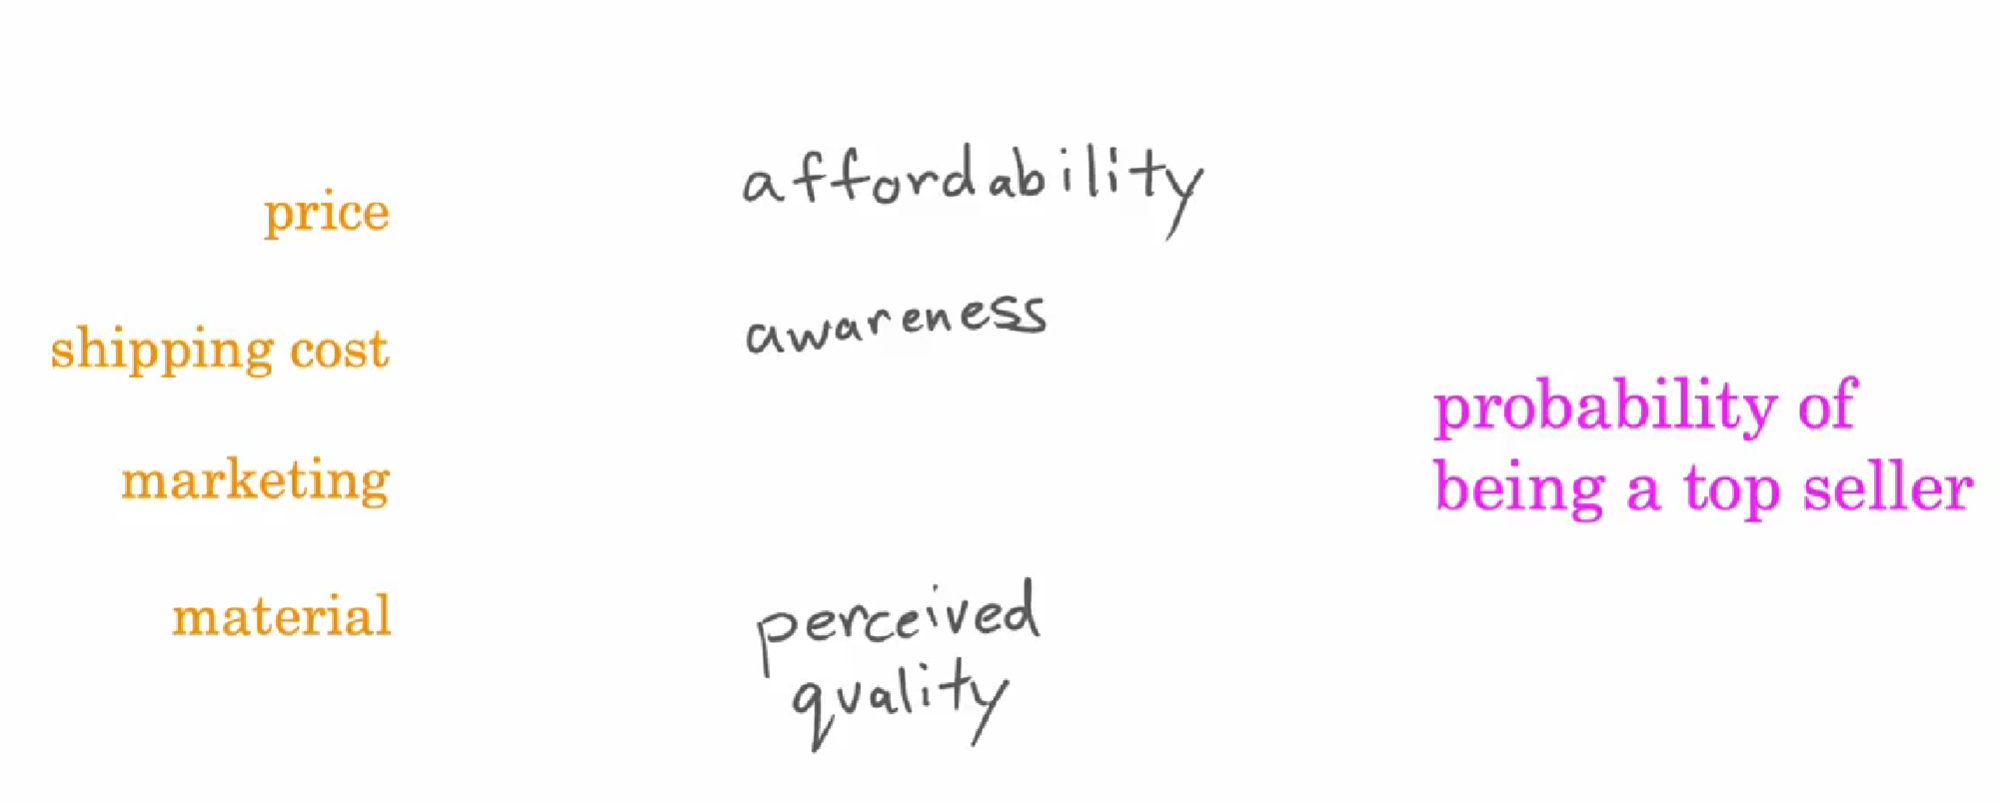 price
shipping cost
marketing
material
affordability
awareness
perceived
quality
probability of
being a top seller